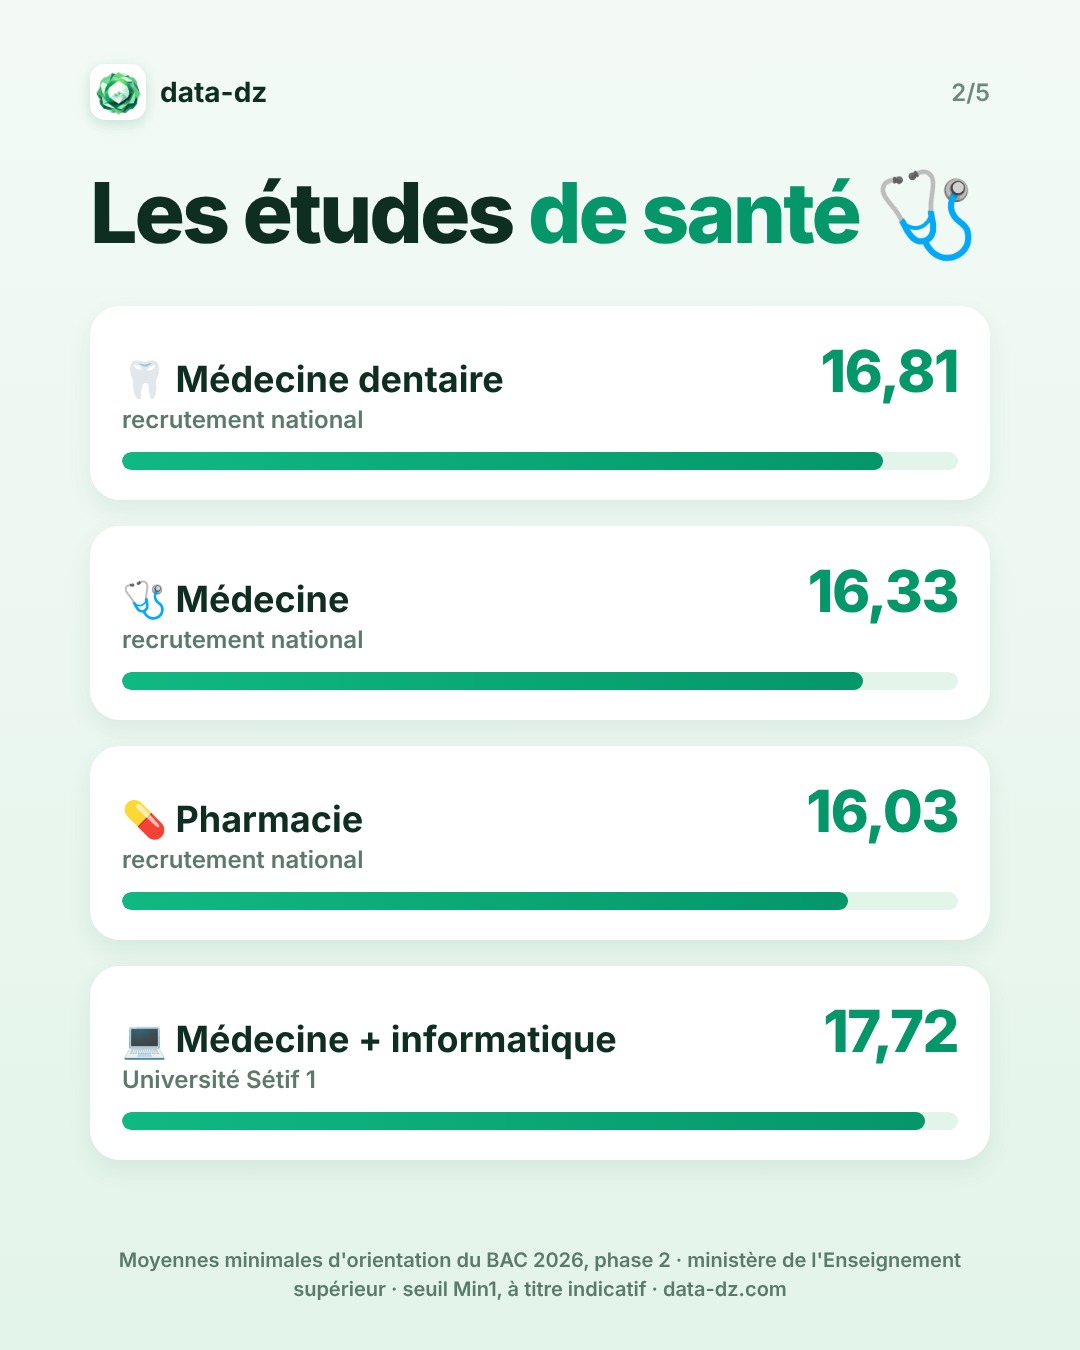 data-dz
2/5
Les études de santé
Médecine dentaire
16,81
recrutement national
Médecine
16,33
recrutement national
Pharmacie
16,03
recrutement national
Médecine + informatique
17,72
Université Sétif 1
Moyennes minimales d'orientation du BAC 2026, phase 2 · ministère de l'Enseignement
supérieur · seuil Min1, à titre indicatif · data-dz.com